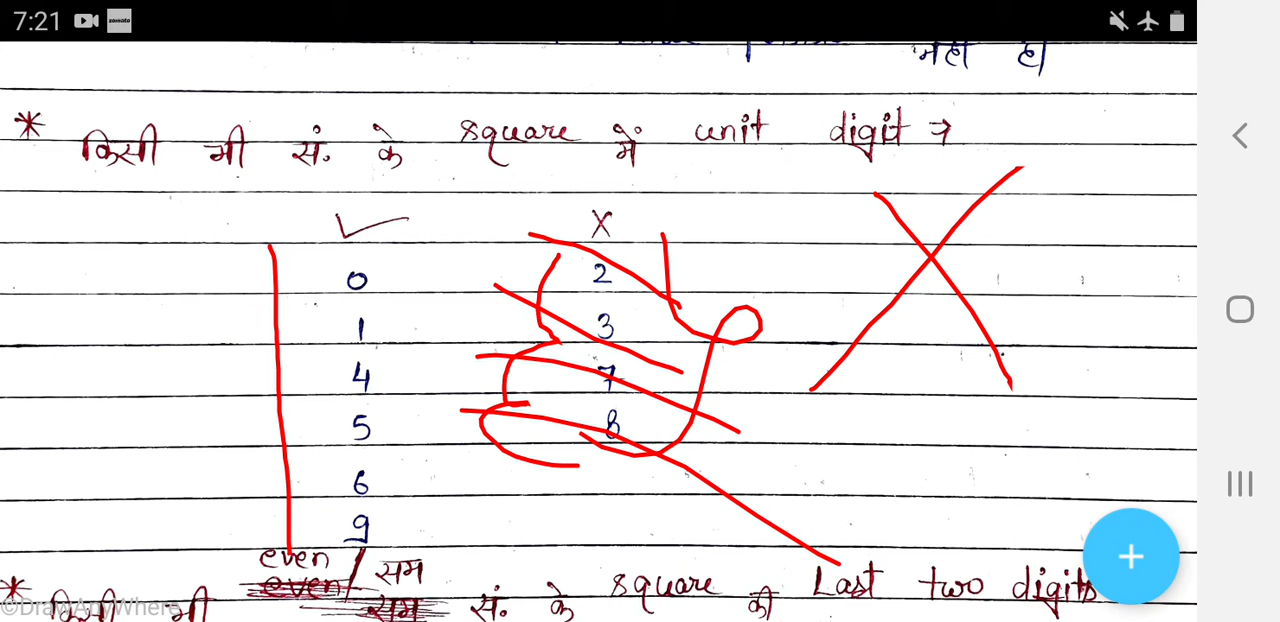 7:21 zomato
नहीं है।
* किसी भी सं. के square में unit digit →
✓ X
0 2
1 3
4 7
5 8
6
9
even / सम
* किसी भी even / सम सं. के square की Last two digits
©DrawAnyWhere